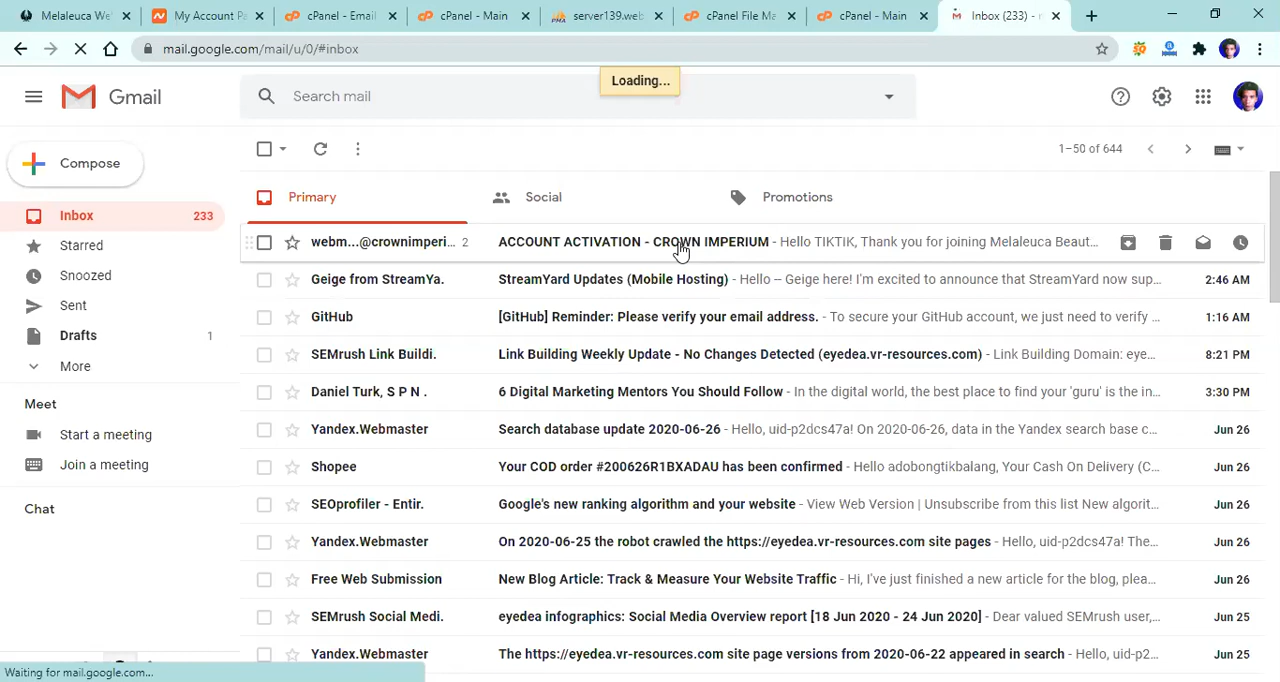 Melaleuca We
My Account Pa
cPanel - Email
cPanel - Main
server139.web
cPanel File Ma
cPanel - Main
Inbox (233) -
mail.google.com/mail/u/0/#inbox
Loading...
Gmail
Search mail
Compose
1–50 of 644
Inbox 233
Starred
Snoozed
Sent
Drafts 1
More
Meet
Start a meeting
Join a meeting
Chat
Primary
Social
Promotions
webm...@crownimperi... 2 ACCOUNT ACTIVATION - CROWN IMPERIUM - Hello TIKTIK, Thank you for joining Melaleuca Beaut...
Geige from StreamYa. StreamYard Updates (Mobile Hosting) - Hello – Geige here! I'm excited to announce that StreamYard now sup... 2:46 AM
GitHub [GitHub] Reminder: Please verify your email address. - To secure your GitHub account, we just need to verify ... 1:16 AM
SEMrush Link Buildi. Link Building Weekly Update - No Changes Detected (eyedea.vr-resources.com) - Link Building Domain: eye... 8:21 PM
Daniel Turk, S P N . 6 Digital Marketing Mentors You Should Follow - In the digital world, the best place to find your 'guru' is the in... 3:30 PM
Yandex.Webmaster Search database update 2020-06-26 - Hello, uid-p2dcs47a! On 2020-06-26, data in the Yandex search base c... Jun 26
Shopee Your COD order #200626R1BXADAU has been confirmed - Hello adobongtikbalang, Your Cash On Delivery (C... Jun 26
SEOprofiler - Entir. Google's new ranking algorithm and your website - View Web Version | Unsubscribe from this list New algorit... Jun 26
Yandex.Webmaster On 2020-06-25 the robot crawled the https://eyedea.vr-resources.com site pages - Hello, uid-p2dcs47a! The... Jun 26
Free Web Submission New Blog Article: Track & Measure Your Website Traffic - Hi, I've just finished a new article for the blog, plea... Jun 26
SEMrush Social Medi. eyedea infographics: Social Media Overview report [18 Jun 2020 - 24 Jun 2020] - Dear valued SEMrush user,... Jun 25
Yandex.Webmaster The https://eyedea.vr-resources.com site page versions from 2020-06-22 appeared in search - Hello, uid-p2... Jun 25
Waiting for mail.google.com...